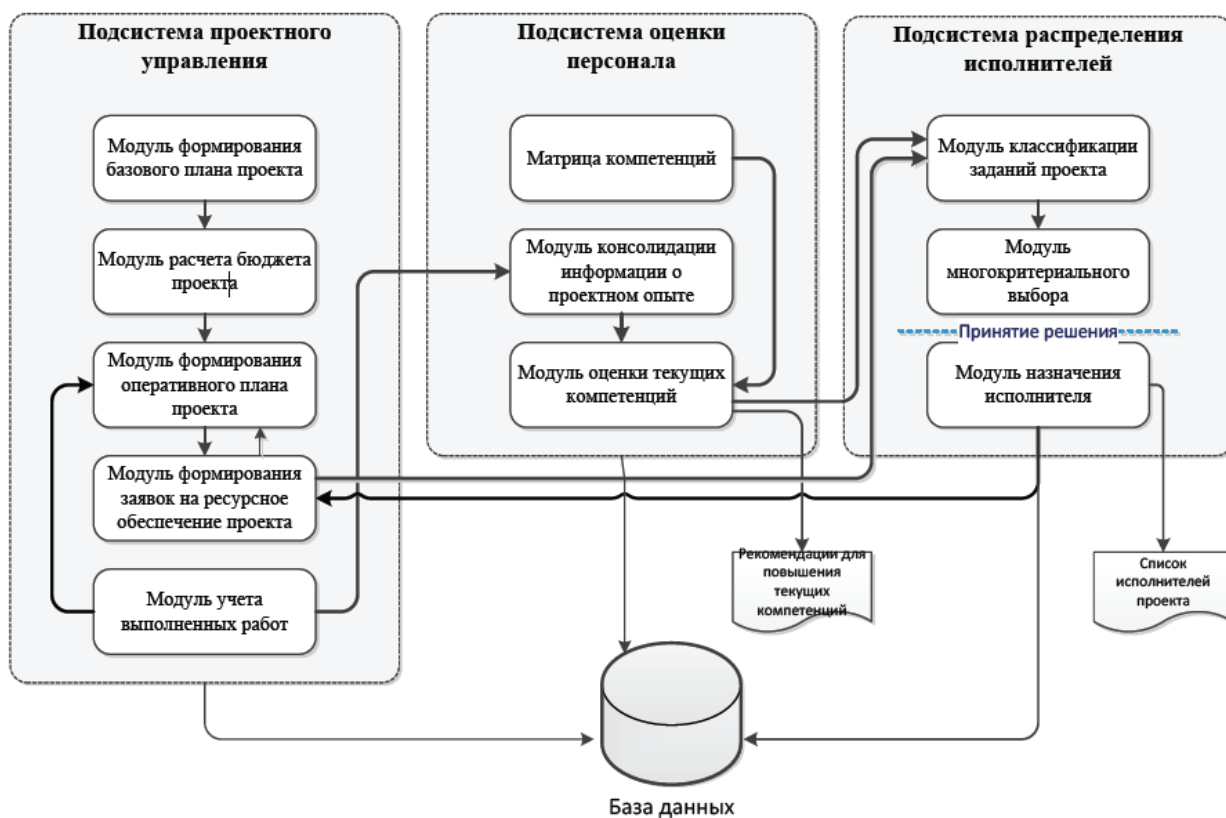 Подсистема проектного
управления
Модуль формирования
базового плана проекта
Модуль расчета бюджета
проекта
Модуль формирования
оперативного плана
проекта
Модуль формирования
заявок на ресурсное
обеспечение проекта
Модуль учета
выполненных работ
Подсистема оценки
персонала
Матрица компетенций
Модуль консолидации
информации о
проектном опыте
Модуль оценки текущих
компетенций
Подсистема распределения
исполнителей
Модуль классификации
заданий проекта
Модуль
многокритериального
выбора
Принятие решения
Модуль назначения
исполнителя
Рекомендации для
повышения
текущих
компетенций
Список
исполнителей
проекта
База данных